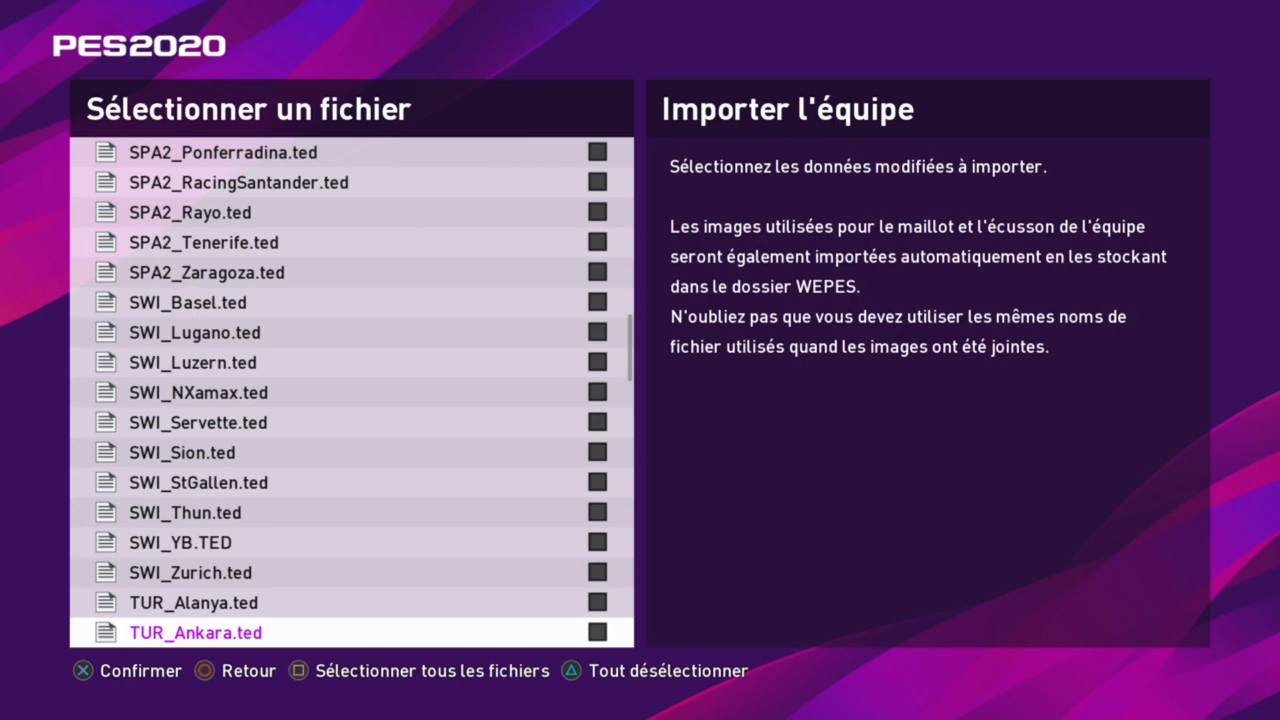 PES2020
Sélectionner un fichier
SPA2_Ponferradina.ted
SPA2_RacingSantander.ted
SPA2_Rayo.ted
SPA2_Tenerife.ted
SPA2_Zaragoza.ted
SWI_Basel.ted
SWI_Lugano.ted
SWI_Luzern.ted
SWI_NXamax.ted
SWI_Servette.ted
SWI_Sion.ted
SWI_StGallen.ted
SWI_Thun.ted
SWI_YB.TED
SWI_Zurich.ted
TUR_Alanya.ted
TUR_Ankara.ted
Importer l'équipe
Sélectionnez les données modifiées à importer.
Les images utilisées pour le maillot et l'écusson de l'équipe
seront également importées automatiquement en les stockant
dans le dossier WEPES.
N'oubliez pas que vous devez utiliser les mêmes noms de
fichier utilisés quand les images ont été jointes.
Confirmer Retour Sélectionner tous les fichiers Tout désélectionner